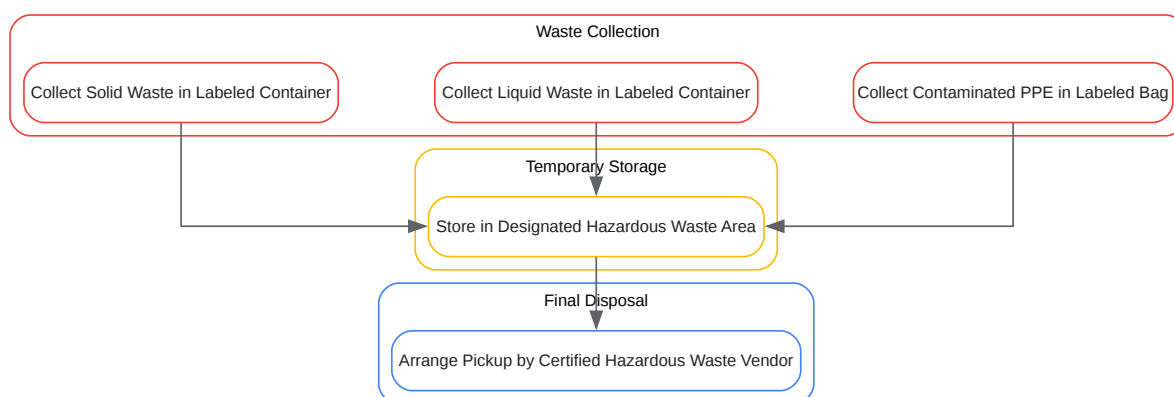 Waste Collection
Collect Solid Waste in Labeled Container
Collect Liquid Waste in Labeled Container
Collect Contaminated PPE in Labeled Bag
Temporary Storage
Store in Designated Hazardous Waste Area
Final Disposal
Arrange Pickup by Certified Hazardous Waste Vendor